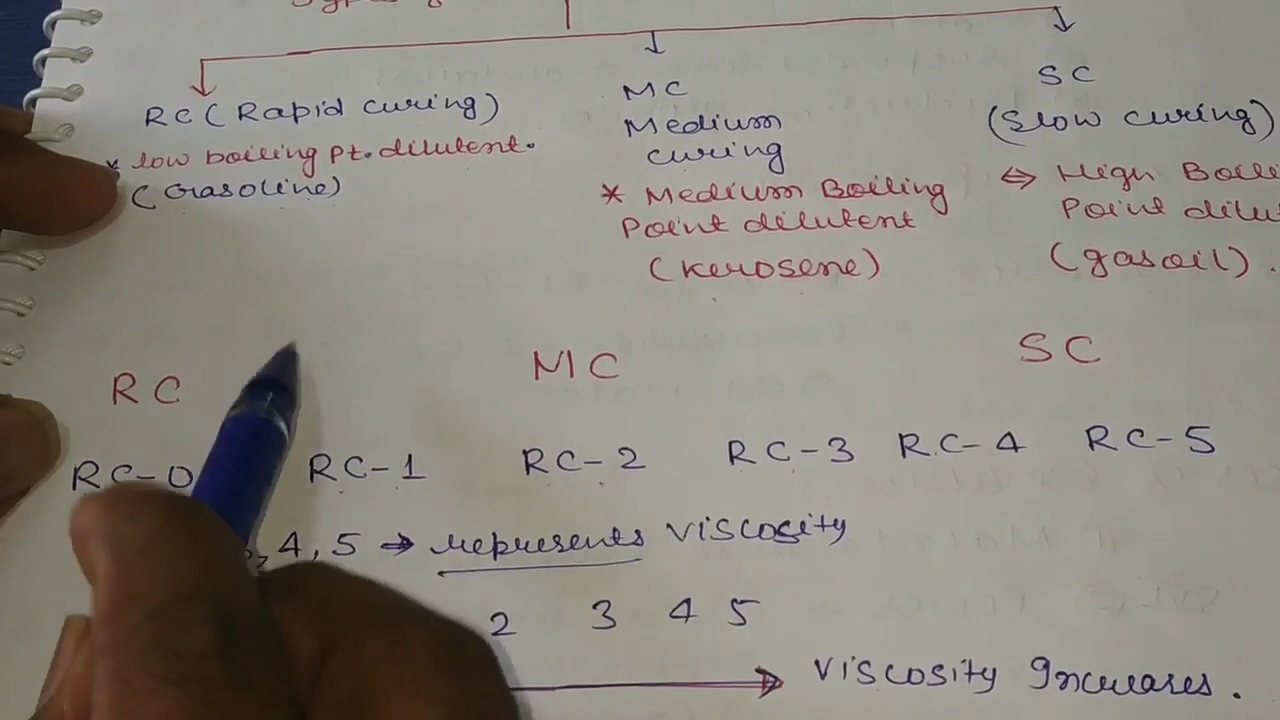 RC (Rapid curing)
* low boiling pt. dilutent.
(Gasoline)
MC
Medium
curing
* Medium Boiling
Point dilutent
(kerosene)
SC
(Slow curing)
⇔ High Boili
Point dilu
(gasoil).
RC MC SC
RC-0 RC-1 RC-2 RC-3 RC-4 RC-5
, 4, 5 → represents viscosity
2 3 4 5
Viscosity Increases.